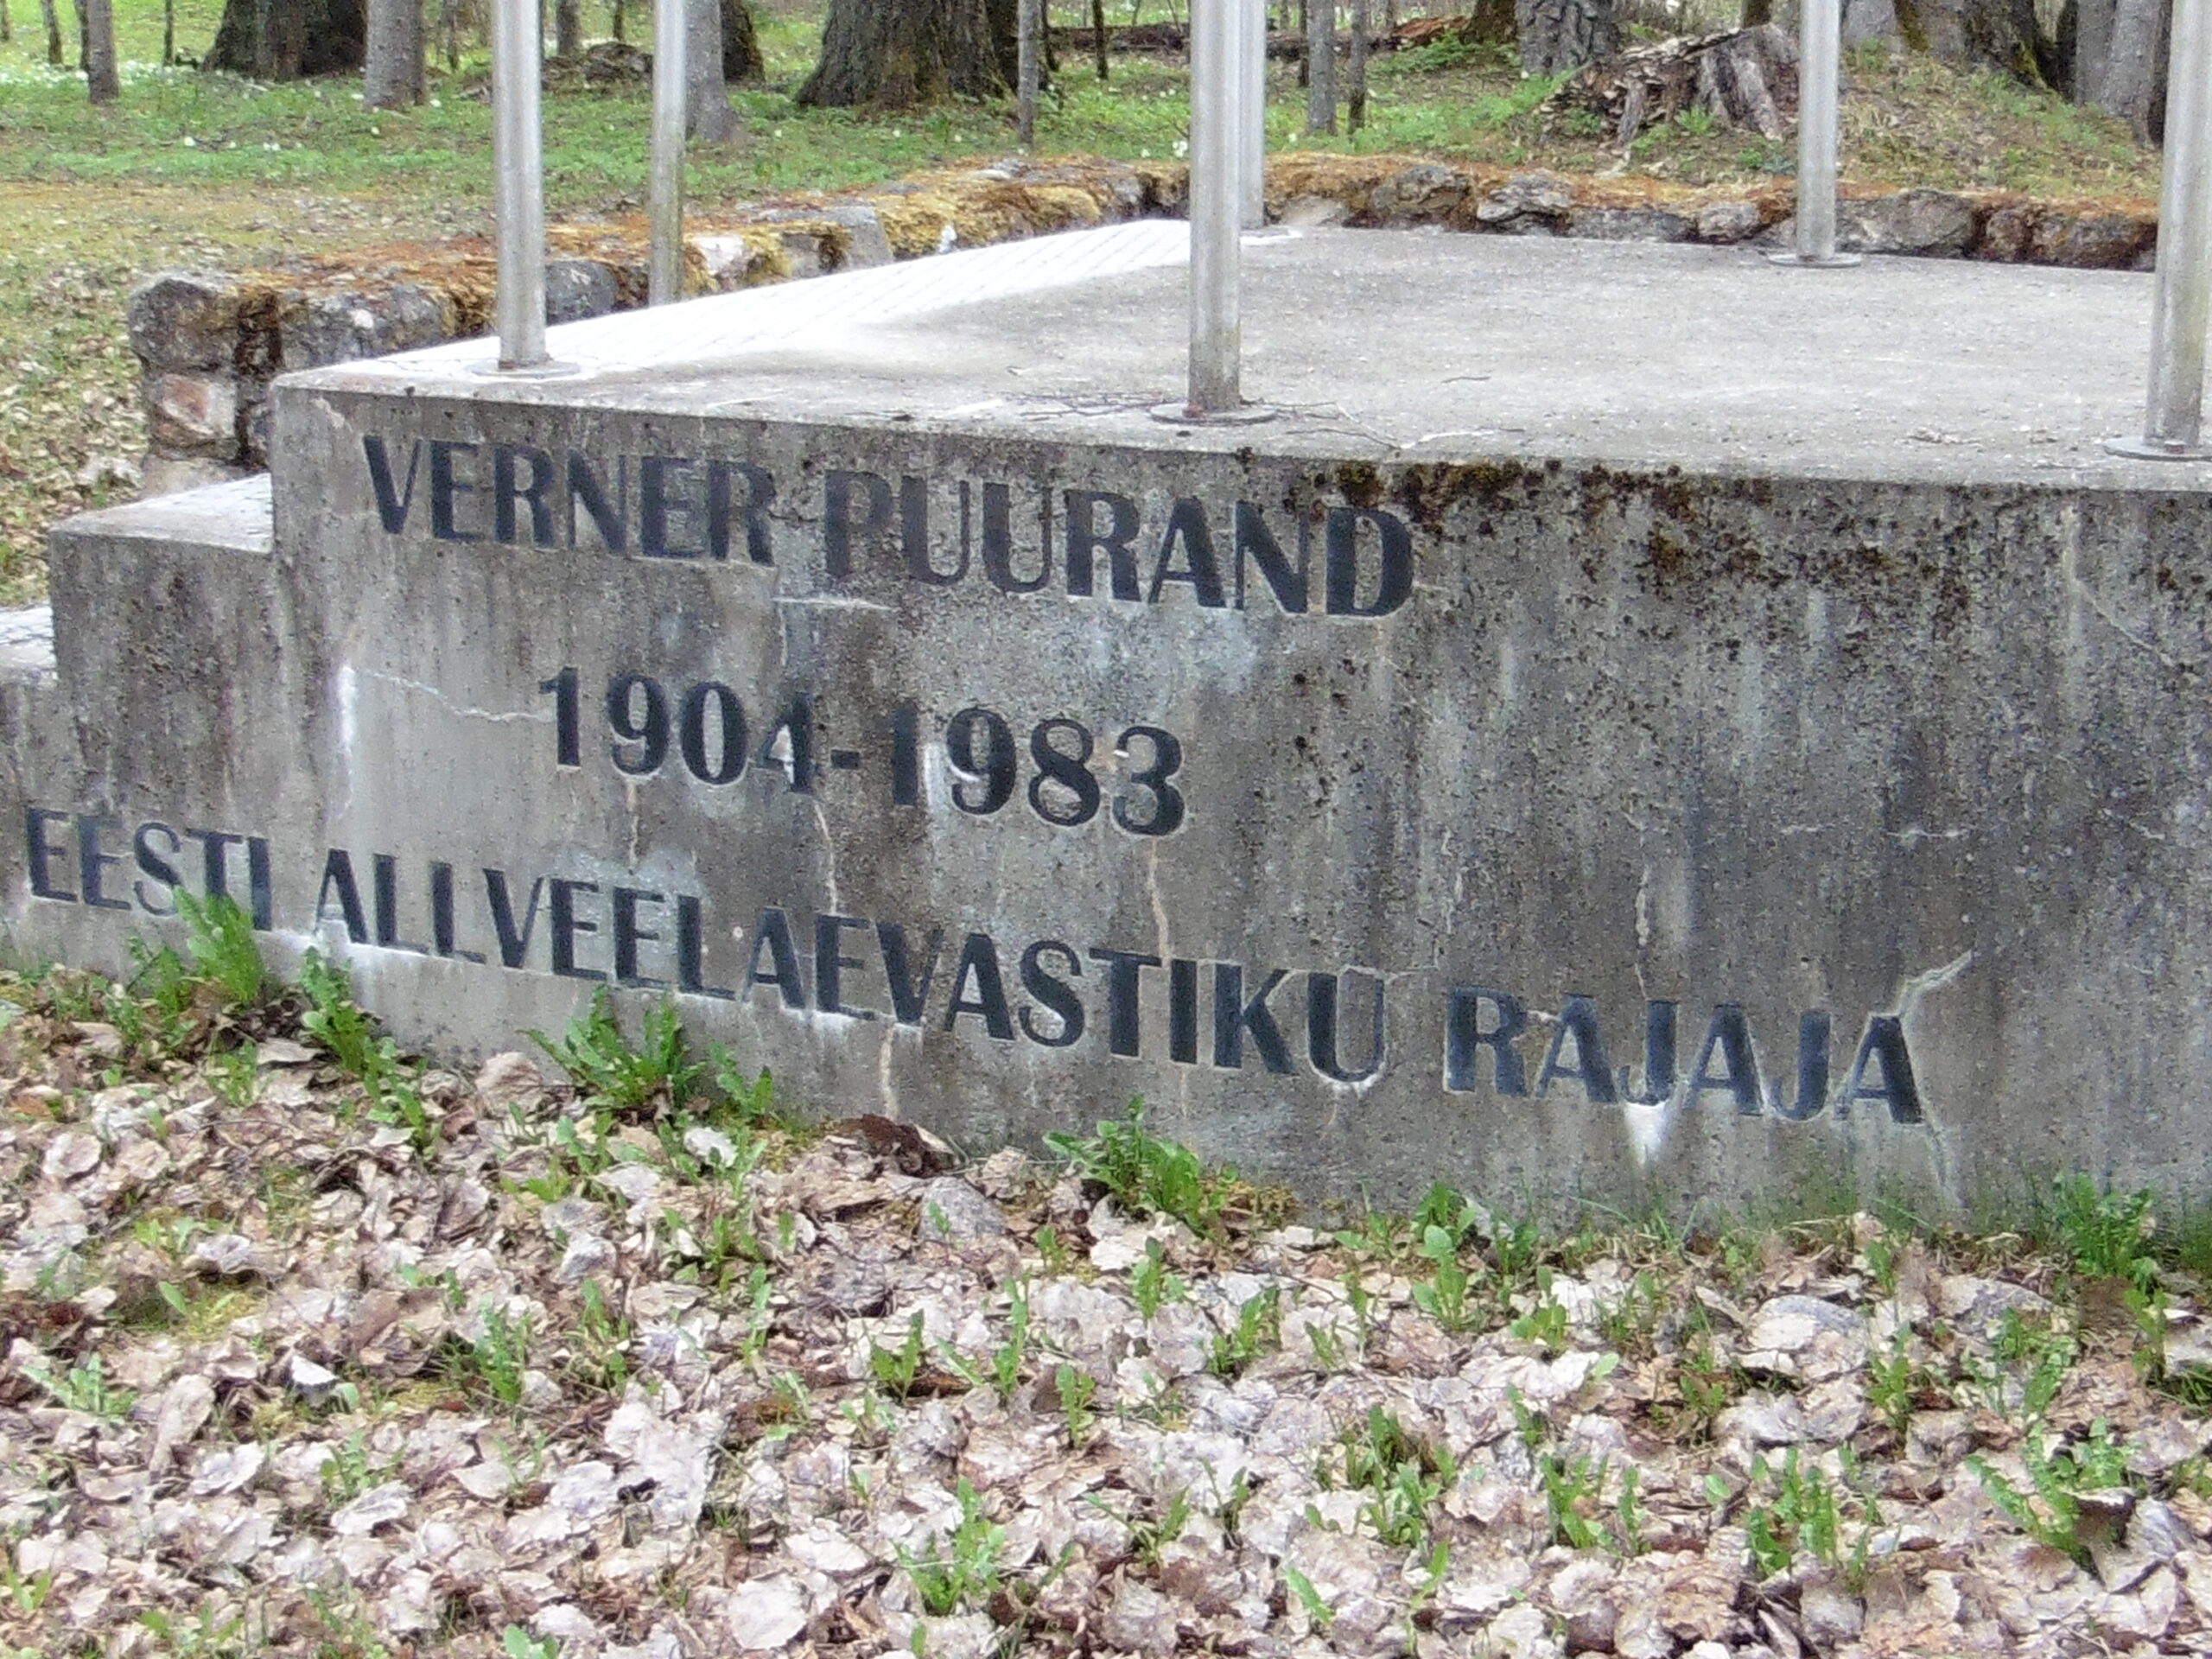 VERNER PUURAND
1904-1983
EESTI ALLVEELAEVASTIKU RAJAJA